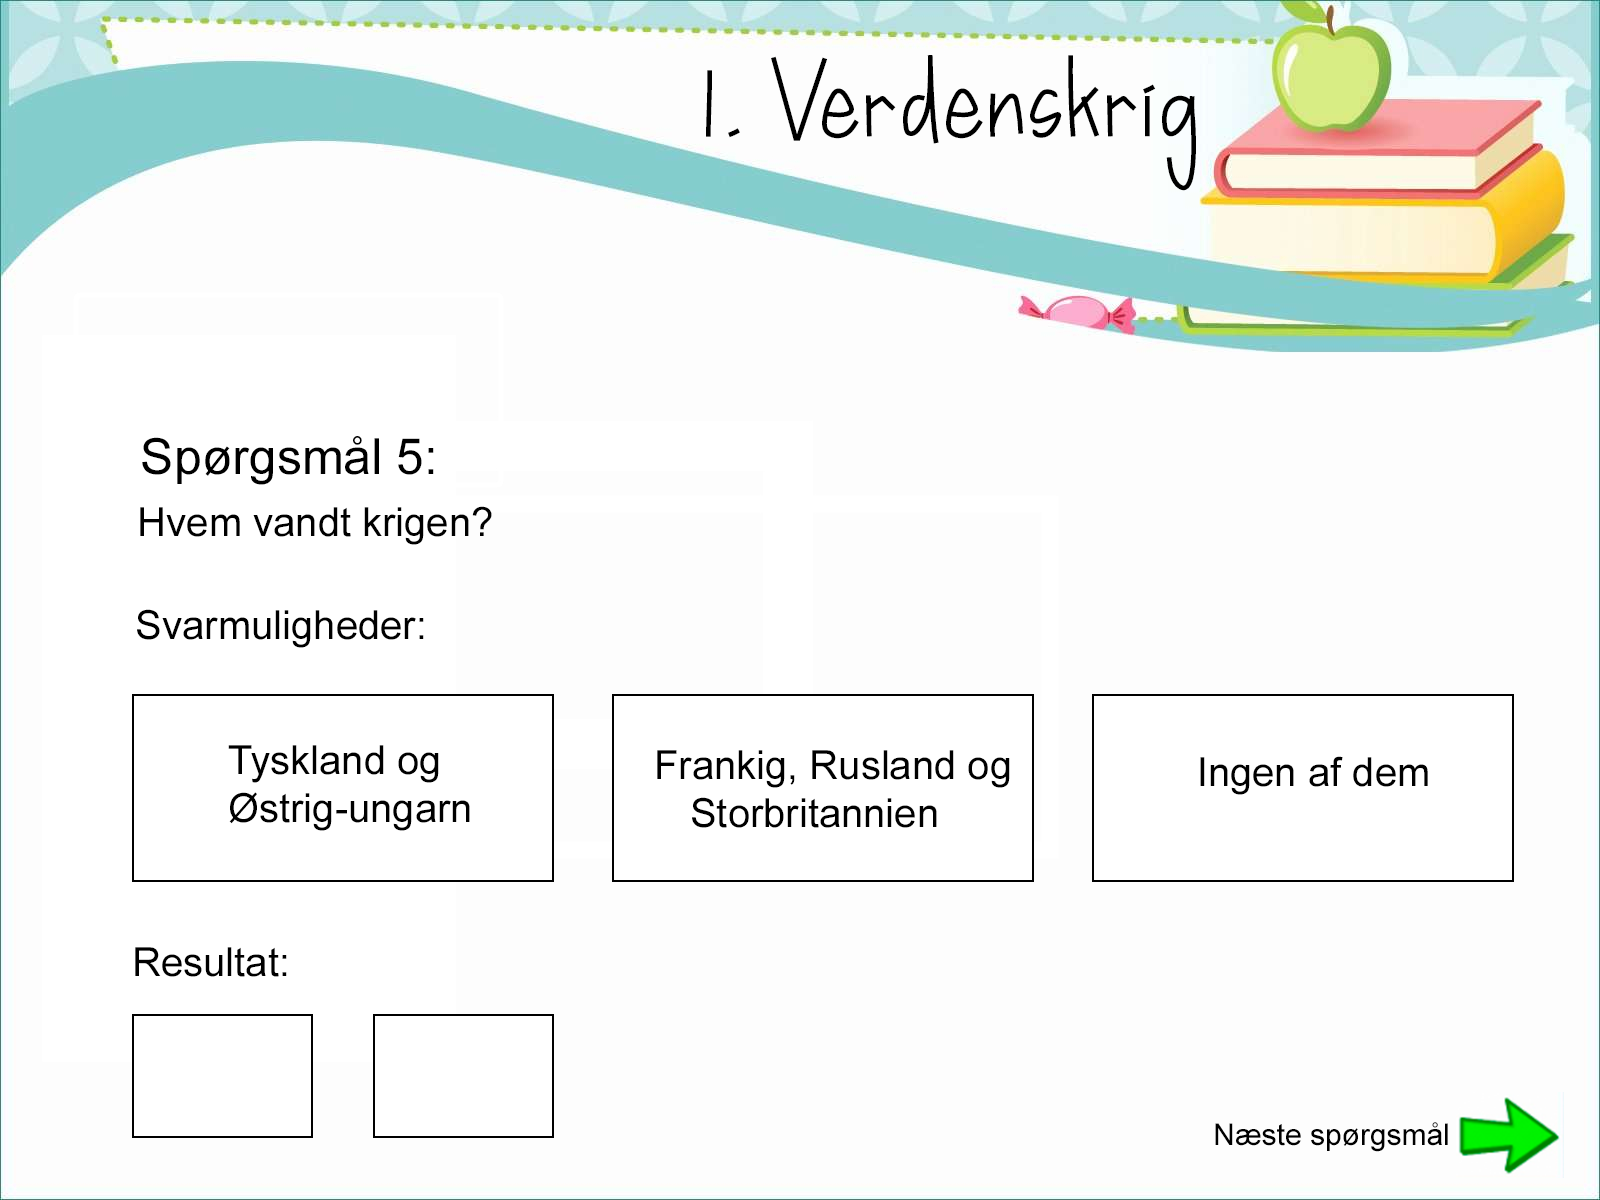 1. Verdenskrig
Spørgsmål 5:
Hvem vandt krigen?
Svarmuligheder:
Tyskland og
Østrig-ungarn
Frankig, Rusland og
Storbritannien
Ingen af dem
Resultat:
Næste spørgsmål